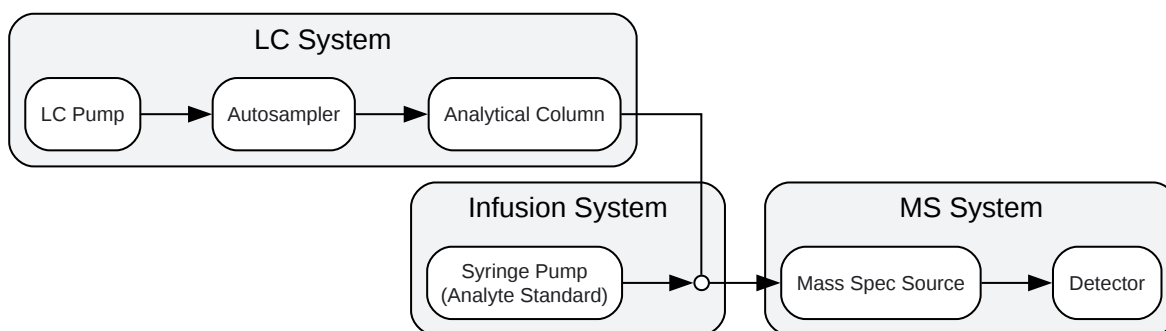 LC System
LC Pump
Autosampler
Analytical Column
Infusion System
Syringe Pump
(Analyte Standard)
MS System
Mass Spec Source
Detector